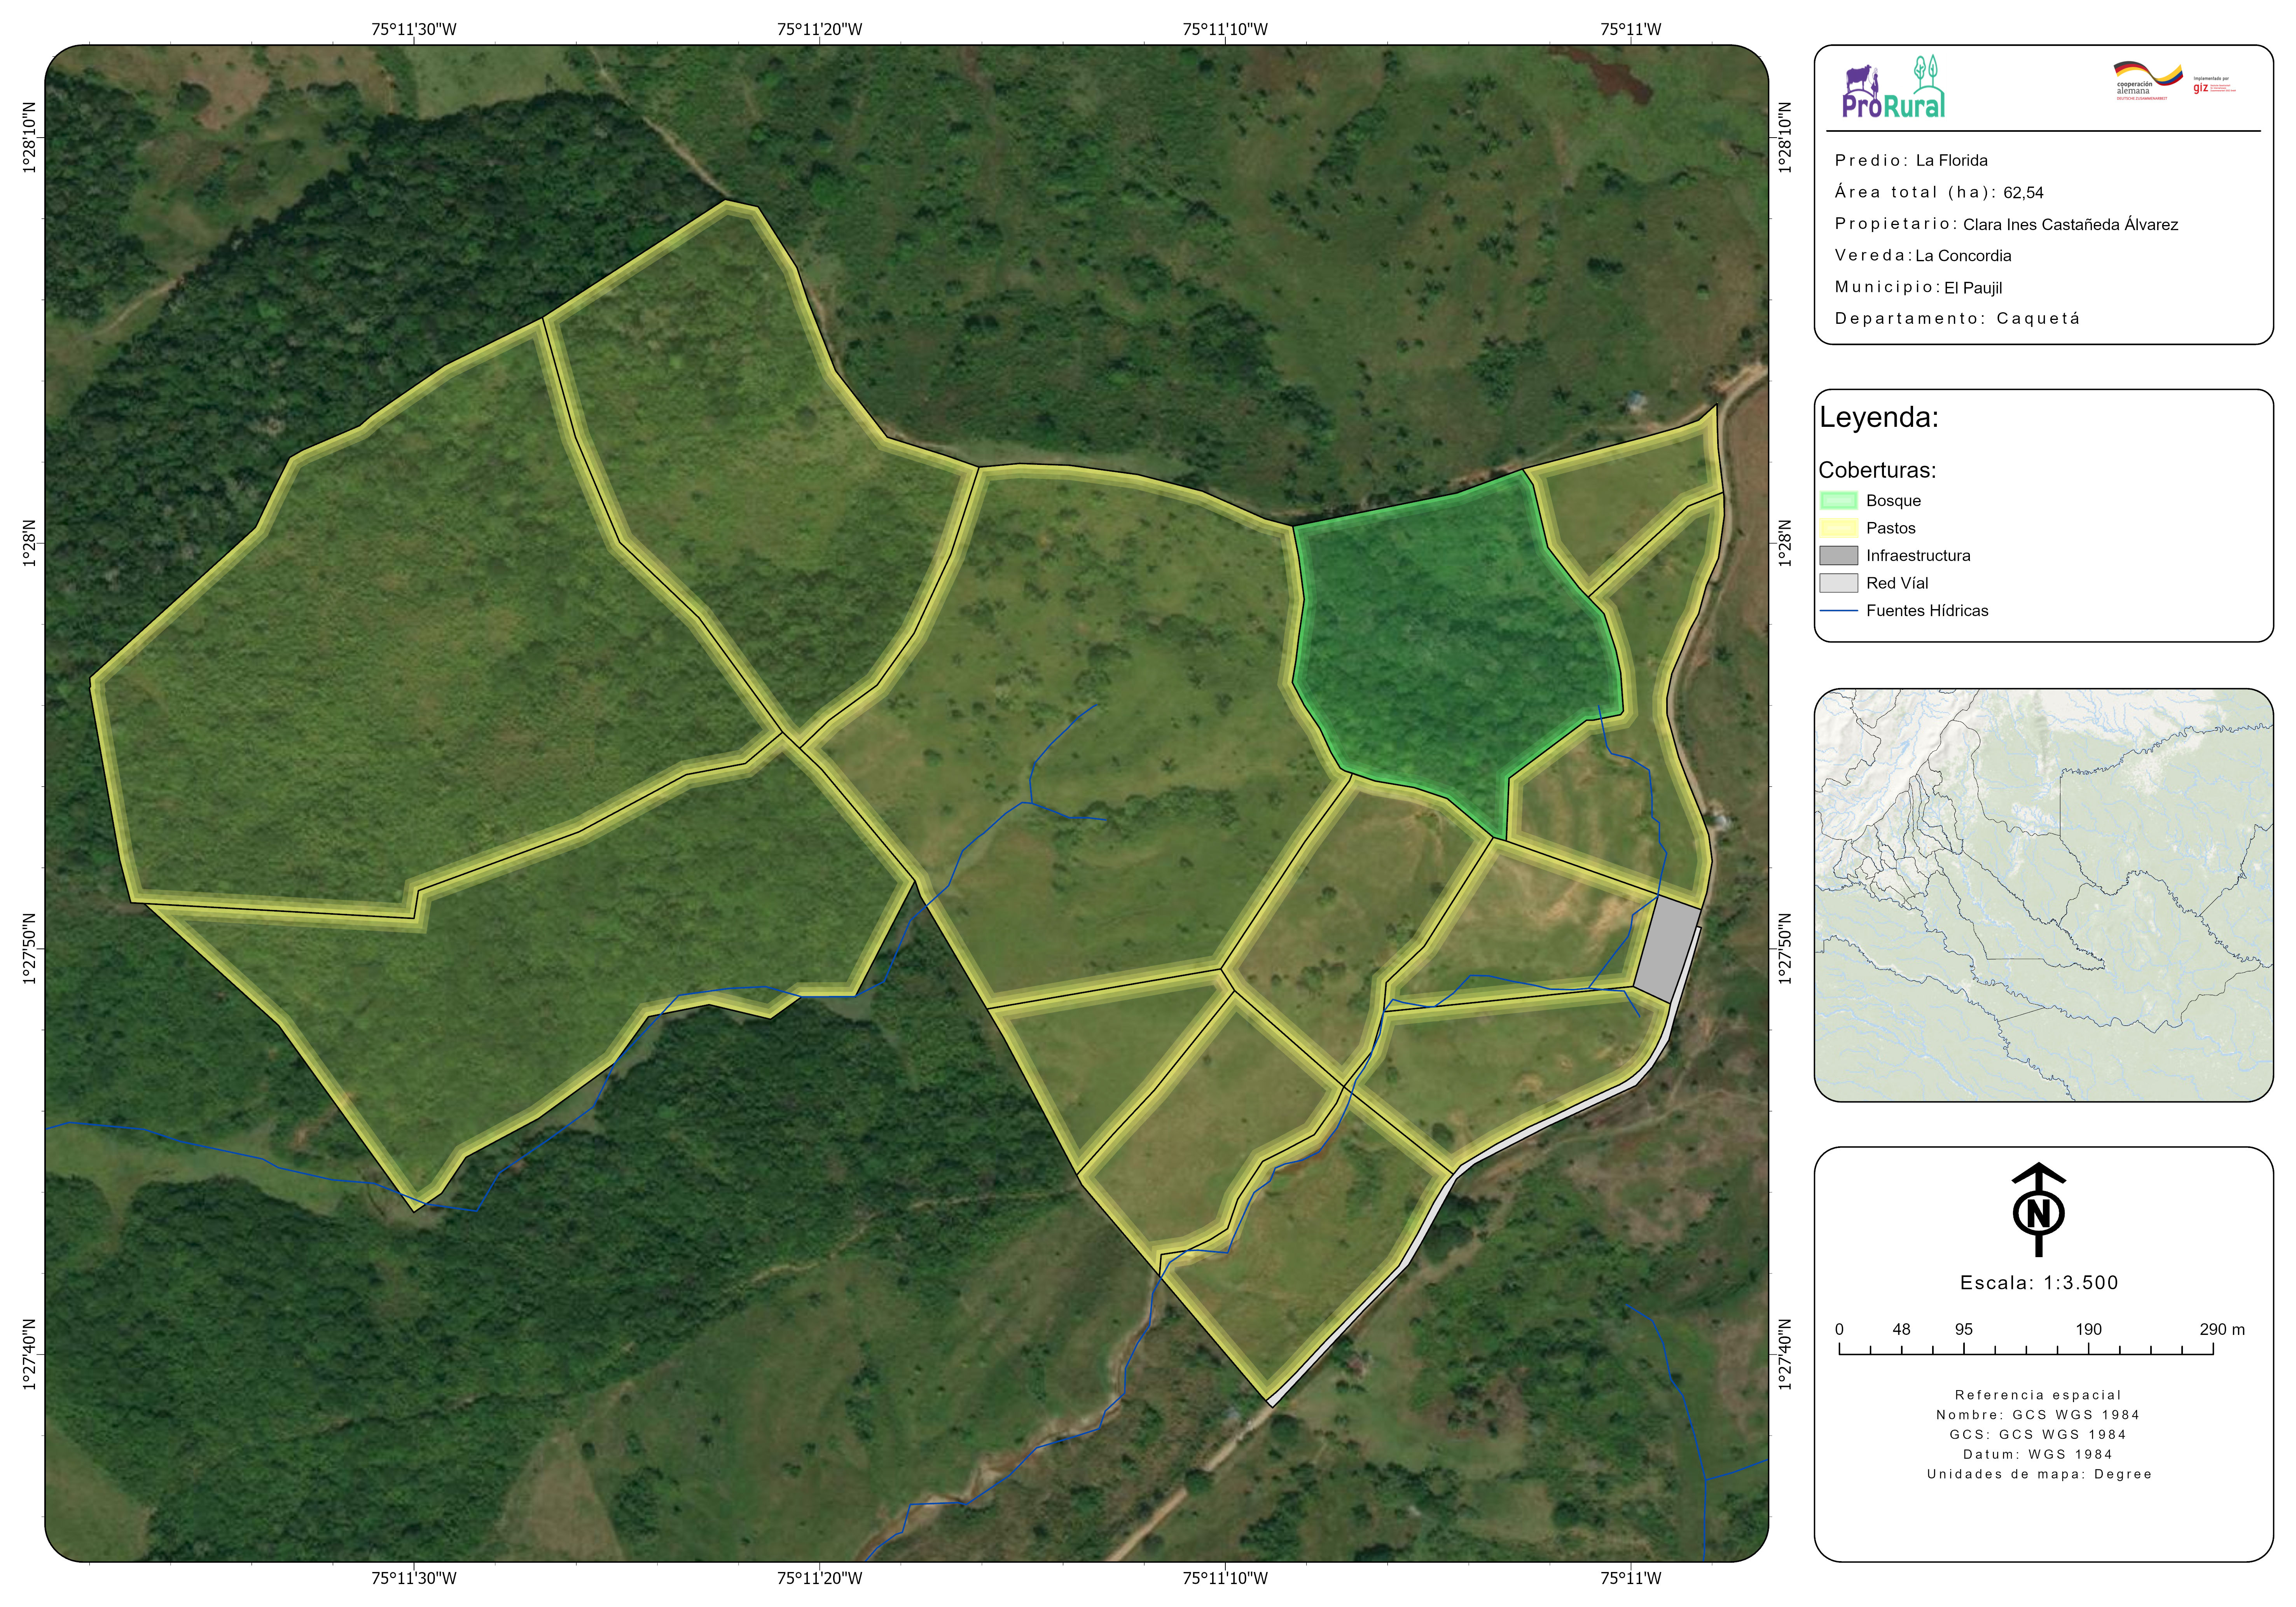 75°11'30"W 75°11'20"W 75°11'10"W 75°11'W
1°28'10"N 1°28'10"N
1°28'N 1°28'N
1°27'50"N 1°27'50"N
1°27'40"N 1°27'40"N
75°11'30"W 75°11'20"W 75°11'10"W 75°11'W
ProRural
cooperación
alemana
DEUTSCHE ZUSAMMENARBEIT
Implementado por
giz
Predio: La Florida
Área total (ha): 62,54
Propietario: Clara Ines Castañeda Álvarez
Vereda: La Concordia
Municipio: El Paujil
Departamento: Caquetá
Leyenda:
Coberturas:
Bosque
Pastos
Infraestructura
Red Víal
Fuentes Hídricas
N
Escala: 1:3.500
0 48 95 190 290 m
Referencia espacial
Nombre: GCS WGS 1984
GCS: GCS WGS 1984
Datum: WGS 1984
Unidades de mapa: Degree